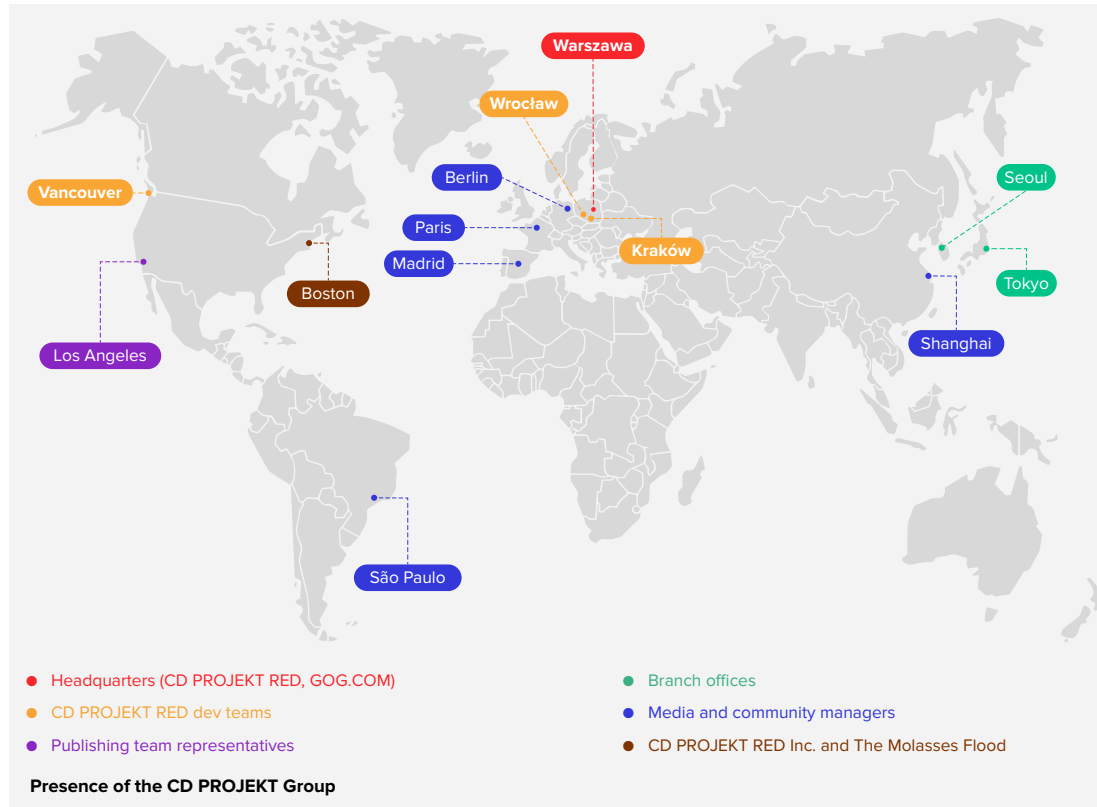 Warszawa
Wrocław
Berlin
Seoul
Vancouver
Paris
Kraków
Madrid
Tokyo
Boston
Shanghai
Los Angeles
São Paulo
Headquarters (CD PROJEKT RED, GOG.COM)
CD PROJEKT RED dev teams
Publishing team representatives
Branch offices
Media and community managers
CD PROJEKT RED Inc. and The Molasses Flood
Presence of the CD PROJEKT Group